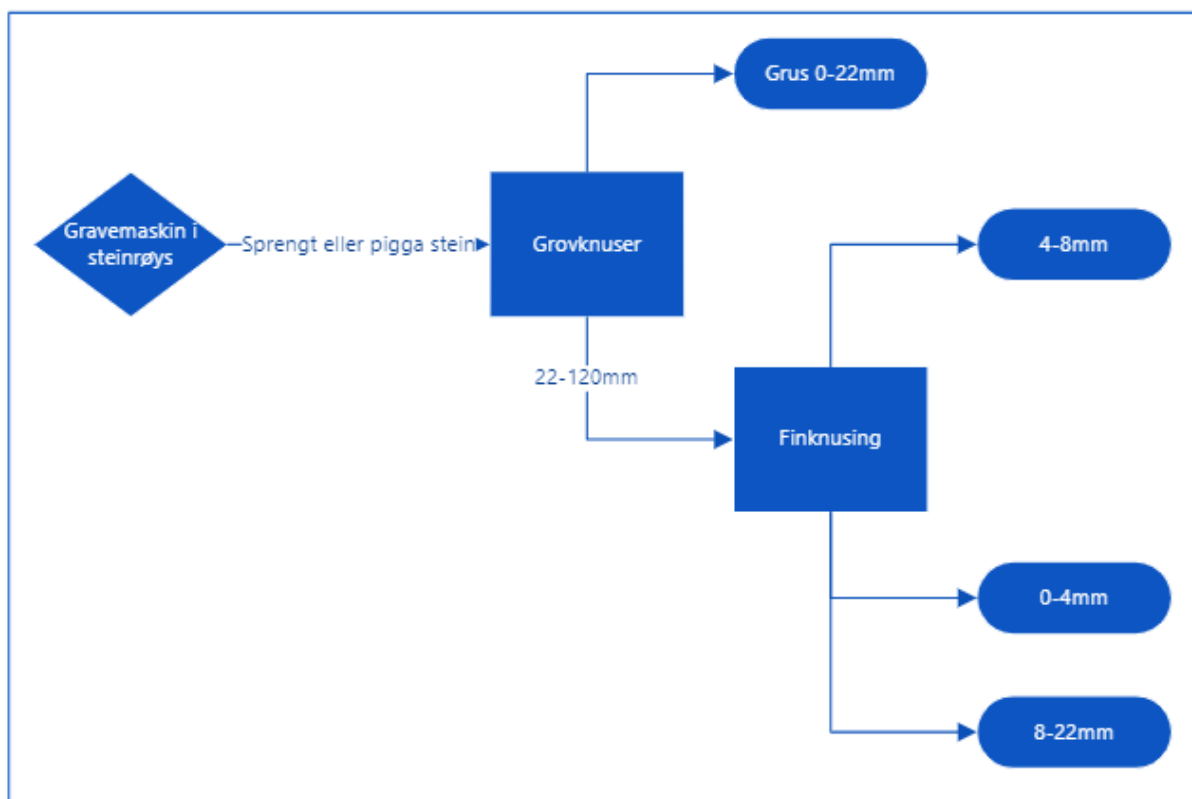 Grus 0-22mm
Gravemaskin i
steinrøys
Sprengt eller pigga stein
Grovknuser
4-8mm
22-120mm
Finknusing
0-4mm
8-22mm